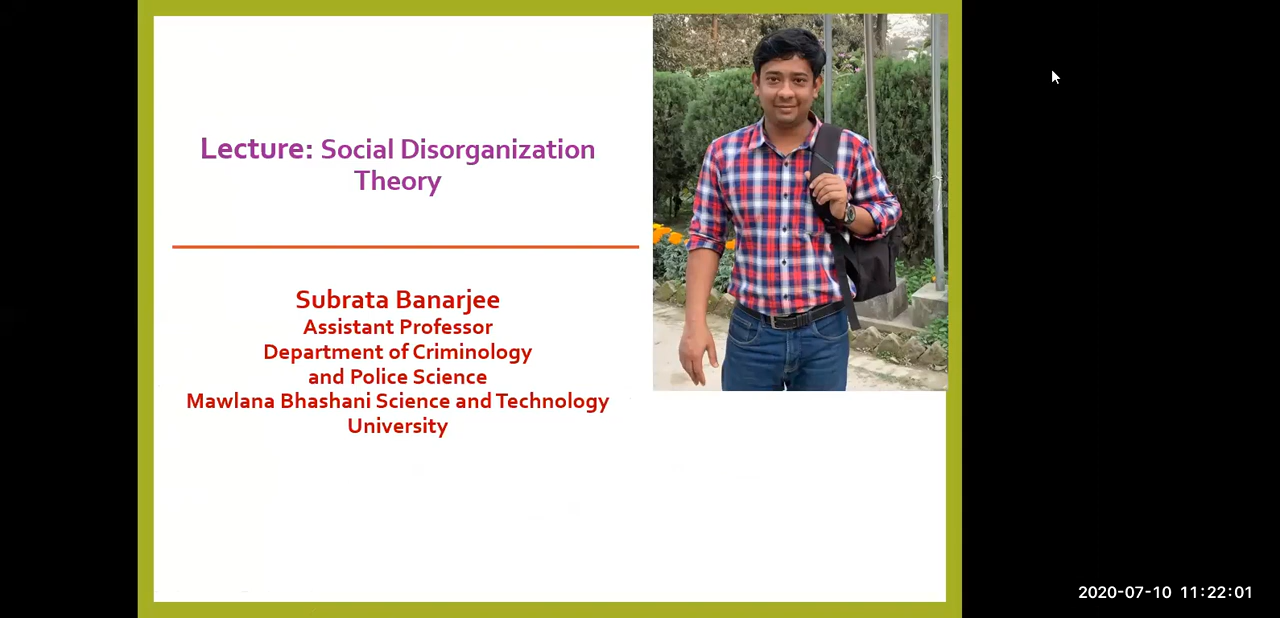 Lecture: Social Disorganization
Theory
Subrata Banarjee
Assistant Professor
Department of Criminology
and Police Science
Mawlana Bhashani Science and Technology
University
2020-07-10 11:22:01